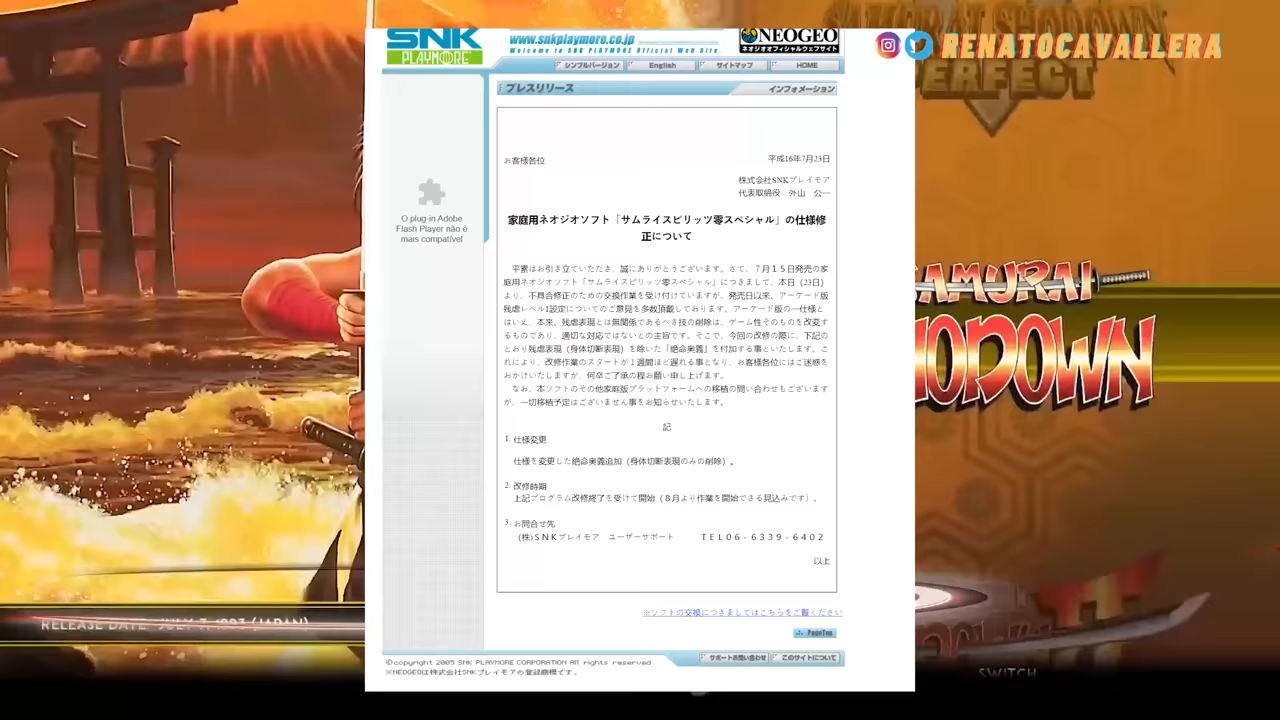 SAMURAI SHODOWN
PERFECT
RENATOCAVALLERA
SNK
PLAYMORE
www.snkplaymore.co.jp
Welcome to SNK PLAYMORE Official Web Site.
NEOGEO
ネオジオオフィシャルウェブサイト
シンプルバージョン
English
サイトマップ
HOME
プレスリリース
インフォメーション
O plug-in Adobe
Flash Player não é
mais compatível
お客様各位
平成16年7月23日
株式会社SNKプレイモア
代表取締役 外山 公一
家庭用ネオジオソフト「サムライスピリッツ零スペシャル」の仕様修
正について
平素はお引き立ていただき、誠にありがとうございます。さて、７月１５日発売の家
庭用ネオジオソフト「サムライスピリッツ零スペシャル」につきまして、本日（23日）
より、不具合修正のための交換作業を受け付けていますが、発売日以来、アーケード版
残虐レベル1設定についてのご意見を多数頂戴しております。アーケード版の一仕様と
はいえ、本来、残虐表現とは無関係であるべき技の削除は、ゲーム性そのものを改変す
るものであり、適切な対応ではないとの主旨です。そこで、今回の改修の際に、下記の
とおり残虐表現（身体切断表現）を除いた「絶命奥義」を付加する事といたします。こ
れにより、改修作業のスタートが１週間ほど遅れる事となり、お客様各位にはご迷惑を
おかけいたしますが、何卒ご了承の程お願い申し上げます。
なお、本ソフトのその他家庭版プラットフォームへの移植の問い合わせもございます
が、一切移植予定はございません事をお知らせいたします。
記
1. 仕様変更
仕様を変更した絶命奥義追加（身体切断表現のみの削除）。
2. 改修時期
上記プログラム改修終了を受けて開始（８月より作業を開始できる見込みです）。
3. お問合せ先
(株)ＳＮＫプレイモア ユーザーサポート ＴＥＬ０６－６３３９－６４０２
以上
※ソフトの交換につきましてはこちらをご覧ください
PageTop
サポートお問い合わせ
このサイトについて
©copyright 2005 SNK PLAYMORE CORPORATION All rights reserved.
※NEOGEOは株式会社SNKプレイモアの登録商標です。
SAMURAI
SHODOWN
RELEASE DATE: JULY 7, 1993 (JAPAN)
SWITCH